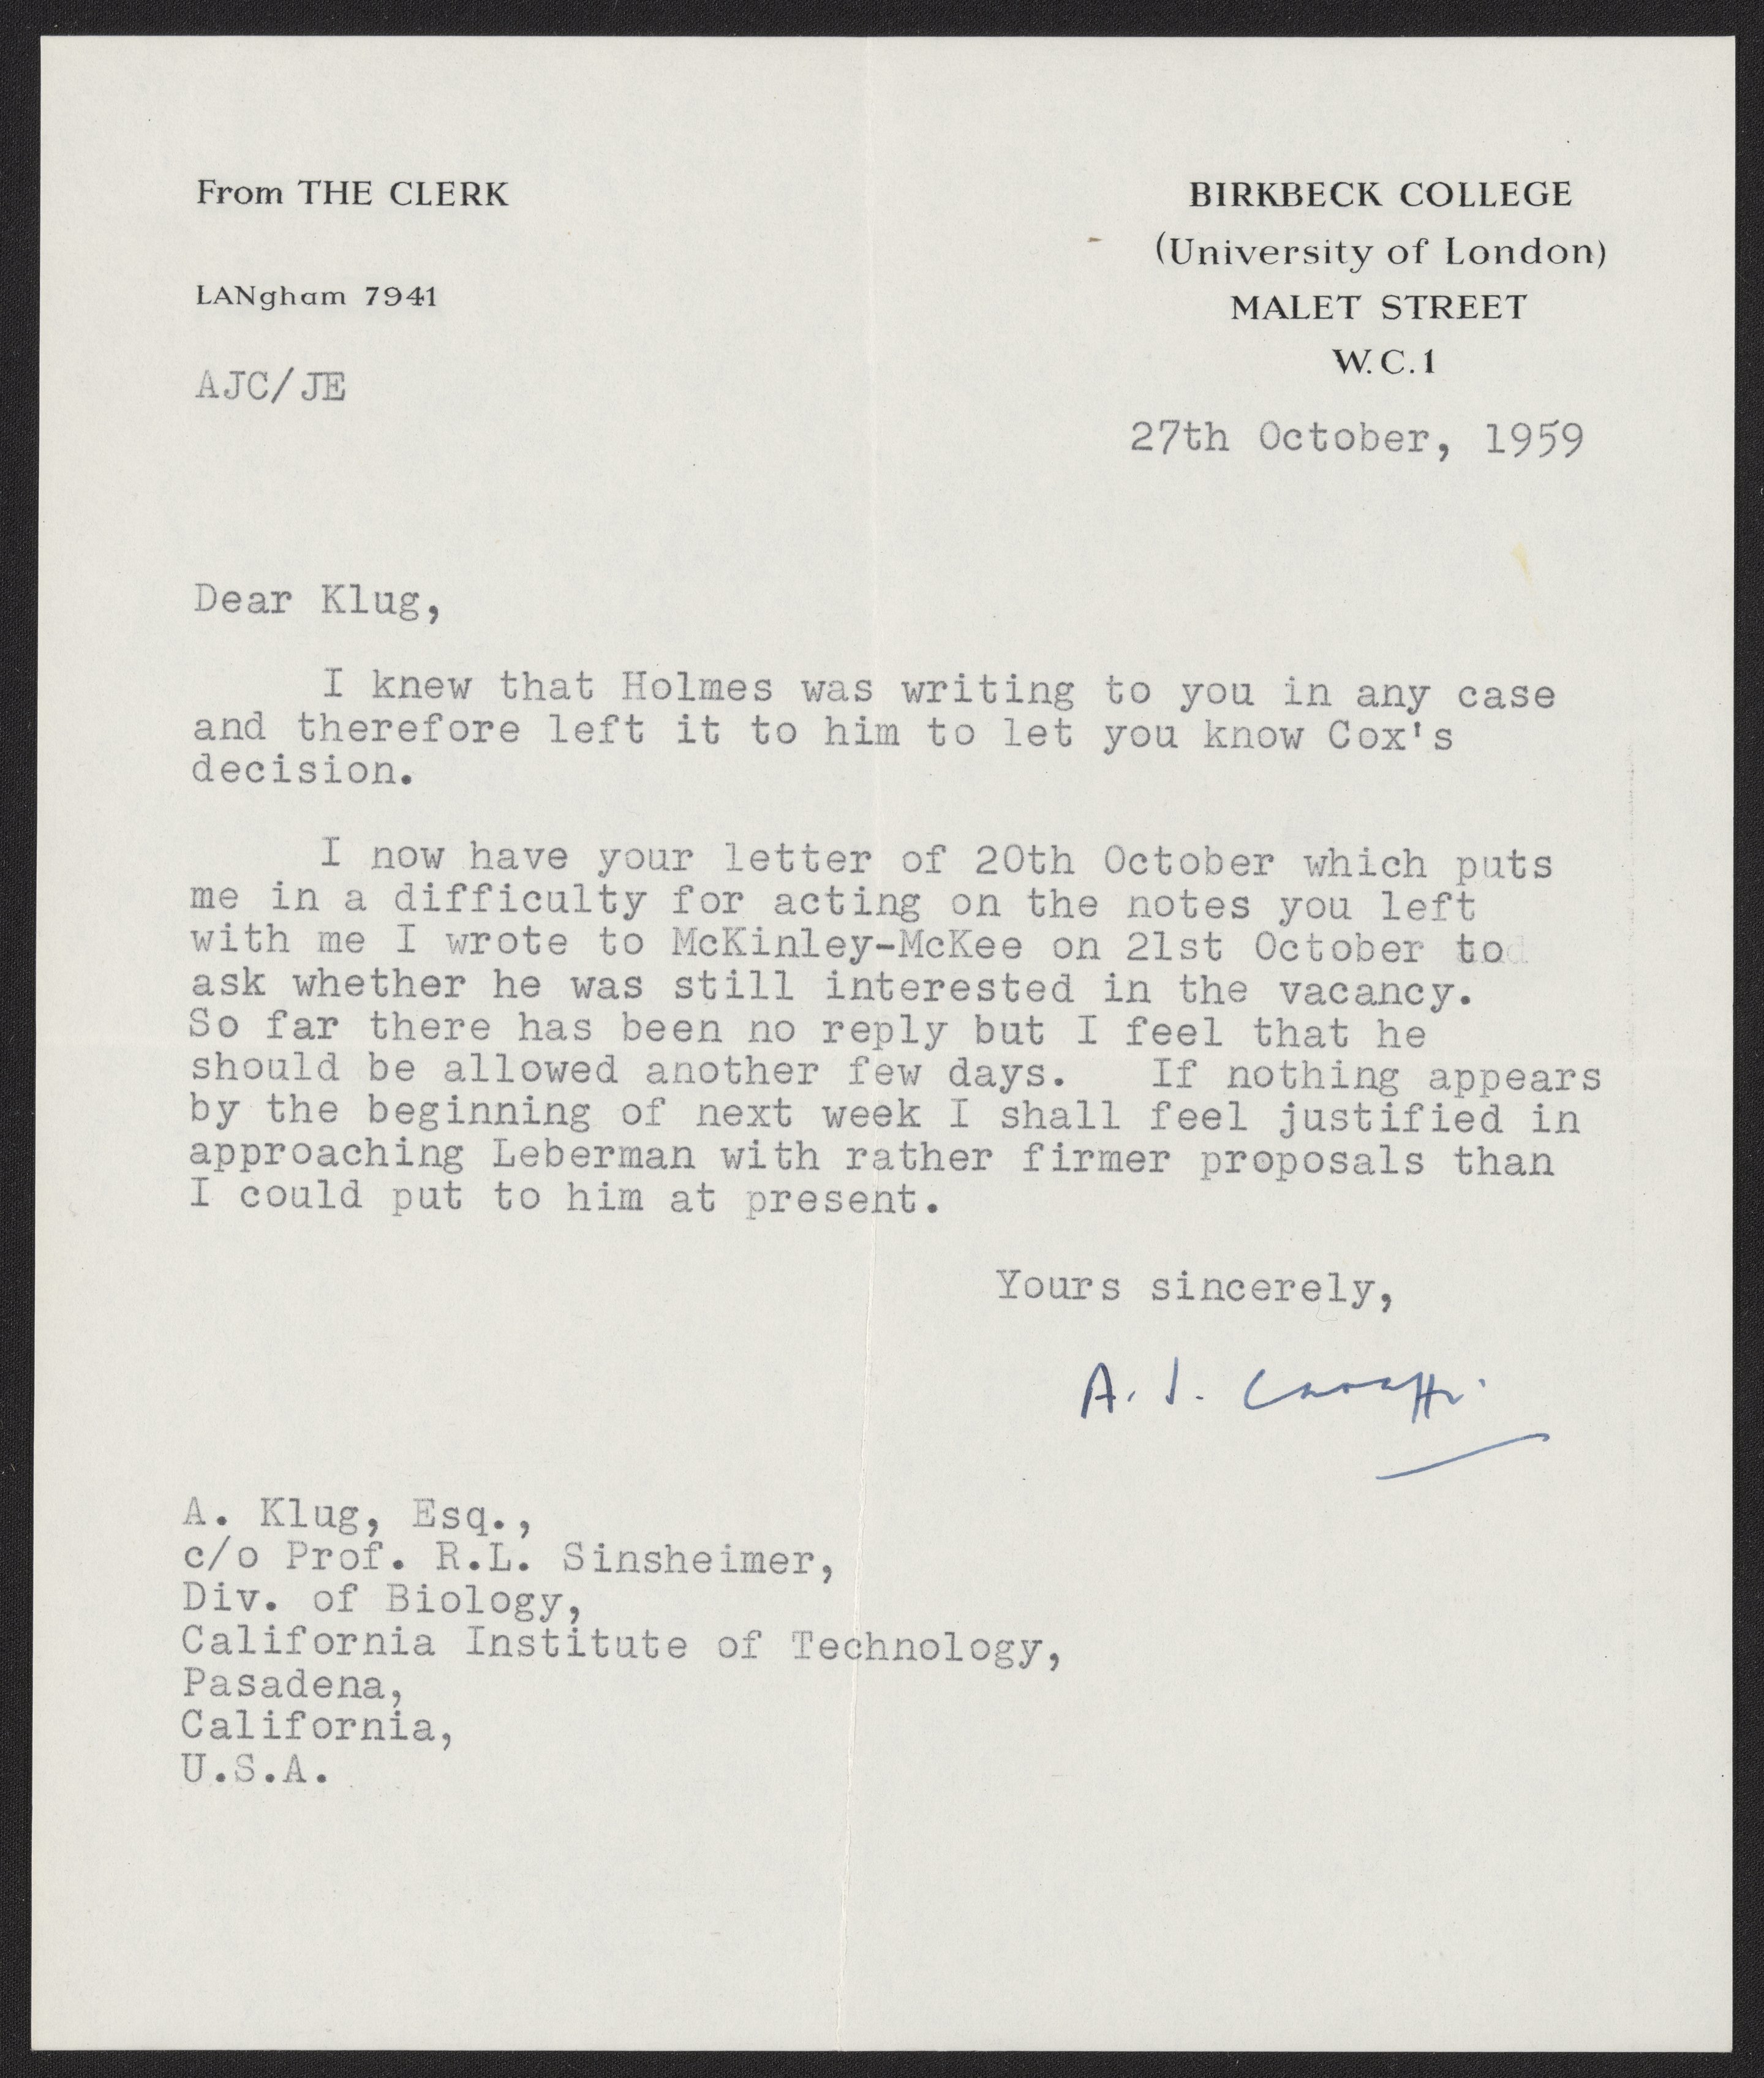 From THE CLERK
BIRKBECK COLLEGE
(University of London)
MALET STREET
W.C.1
LANgham 7941
AJC/JE
27th October, 1959
Dear Klug,
I knew that Holmes was writing to you in any case
and therefore left it to him to let you know Cox's
decision.
I now have your letter of 20th October which puts
me in a difficulty for acting on the notes you left
with me I wrote to McKinley-McKee on 21st October to
ask whether he was still interested in the vacancy.
So far there has been no reply but I feel that he
should be allowed another few days. If nothing appears
by the beginning of next week I shall feel justified in
approaching Leberman with rather firmer proposals than
I could put to him at present.
Yours sincerely,
A. J. Caraffi
A. Klug, Esq.,
c/o Prof. R.L. Sinsheimer,
Div. of Biology,
California Institute of Technology,
Pasadena,
California,
U.S.A.